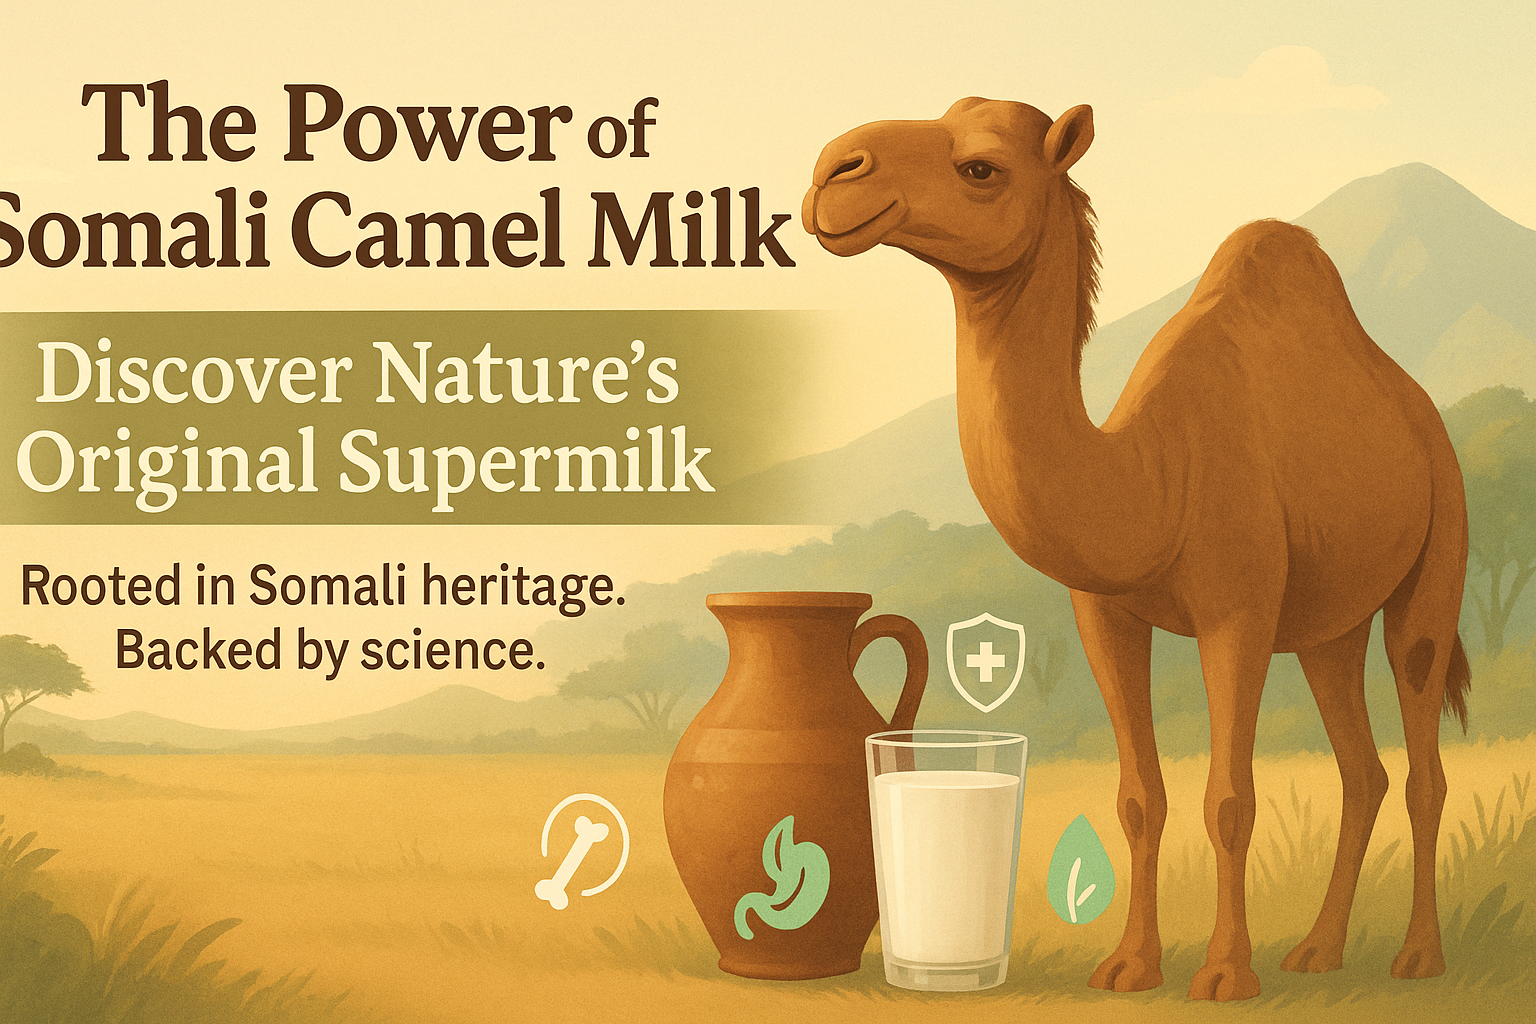 The Power of
Somali Camel Milk
Discover Nature’s
Original Supermilk
Rooted in Somali heritage.
Backed by science.